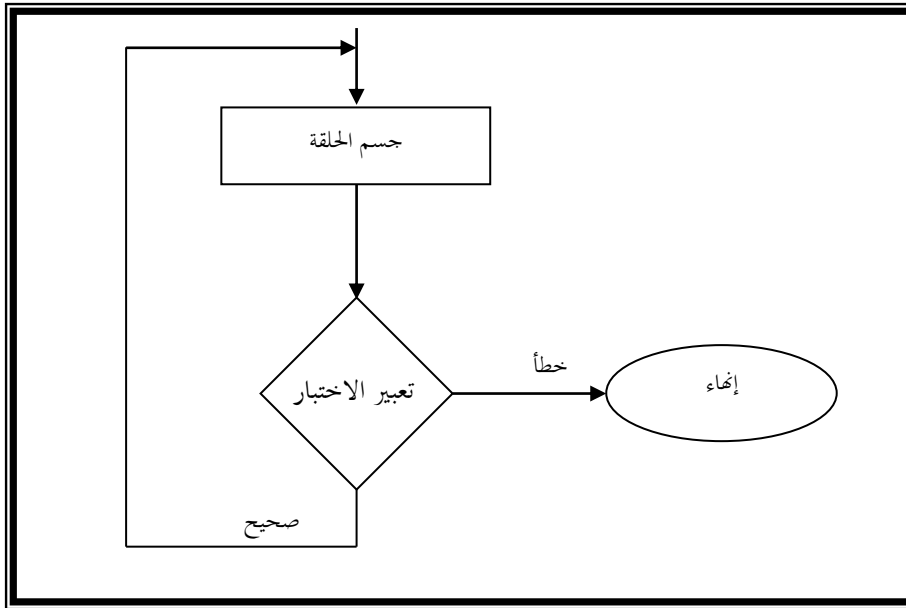 جسم الحلقة
تعبير الاختبار
خطأ
إنهاء
صحيح